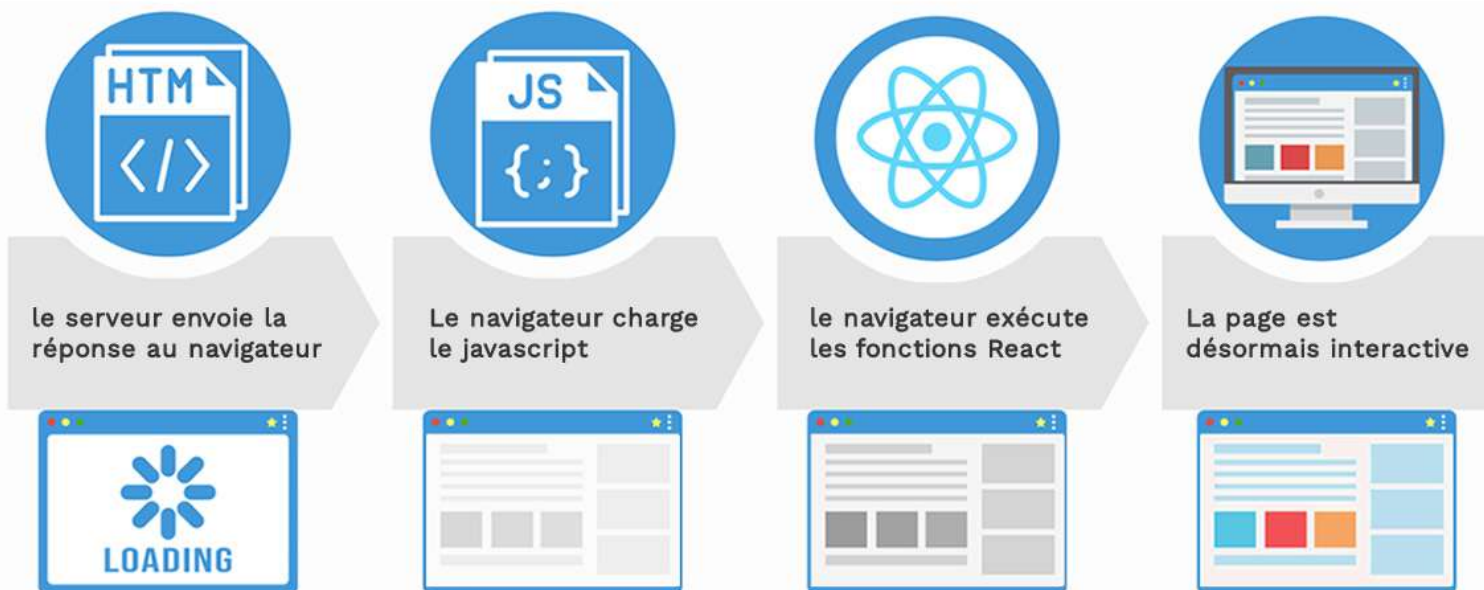 HTM
</>
JS
{;}
le serveur envoie la
réponse au navigateur
Le navigateur charge
le javascript
le navigateur exécute
les fonctions React
La page est
désormais interactive
LOADING